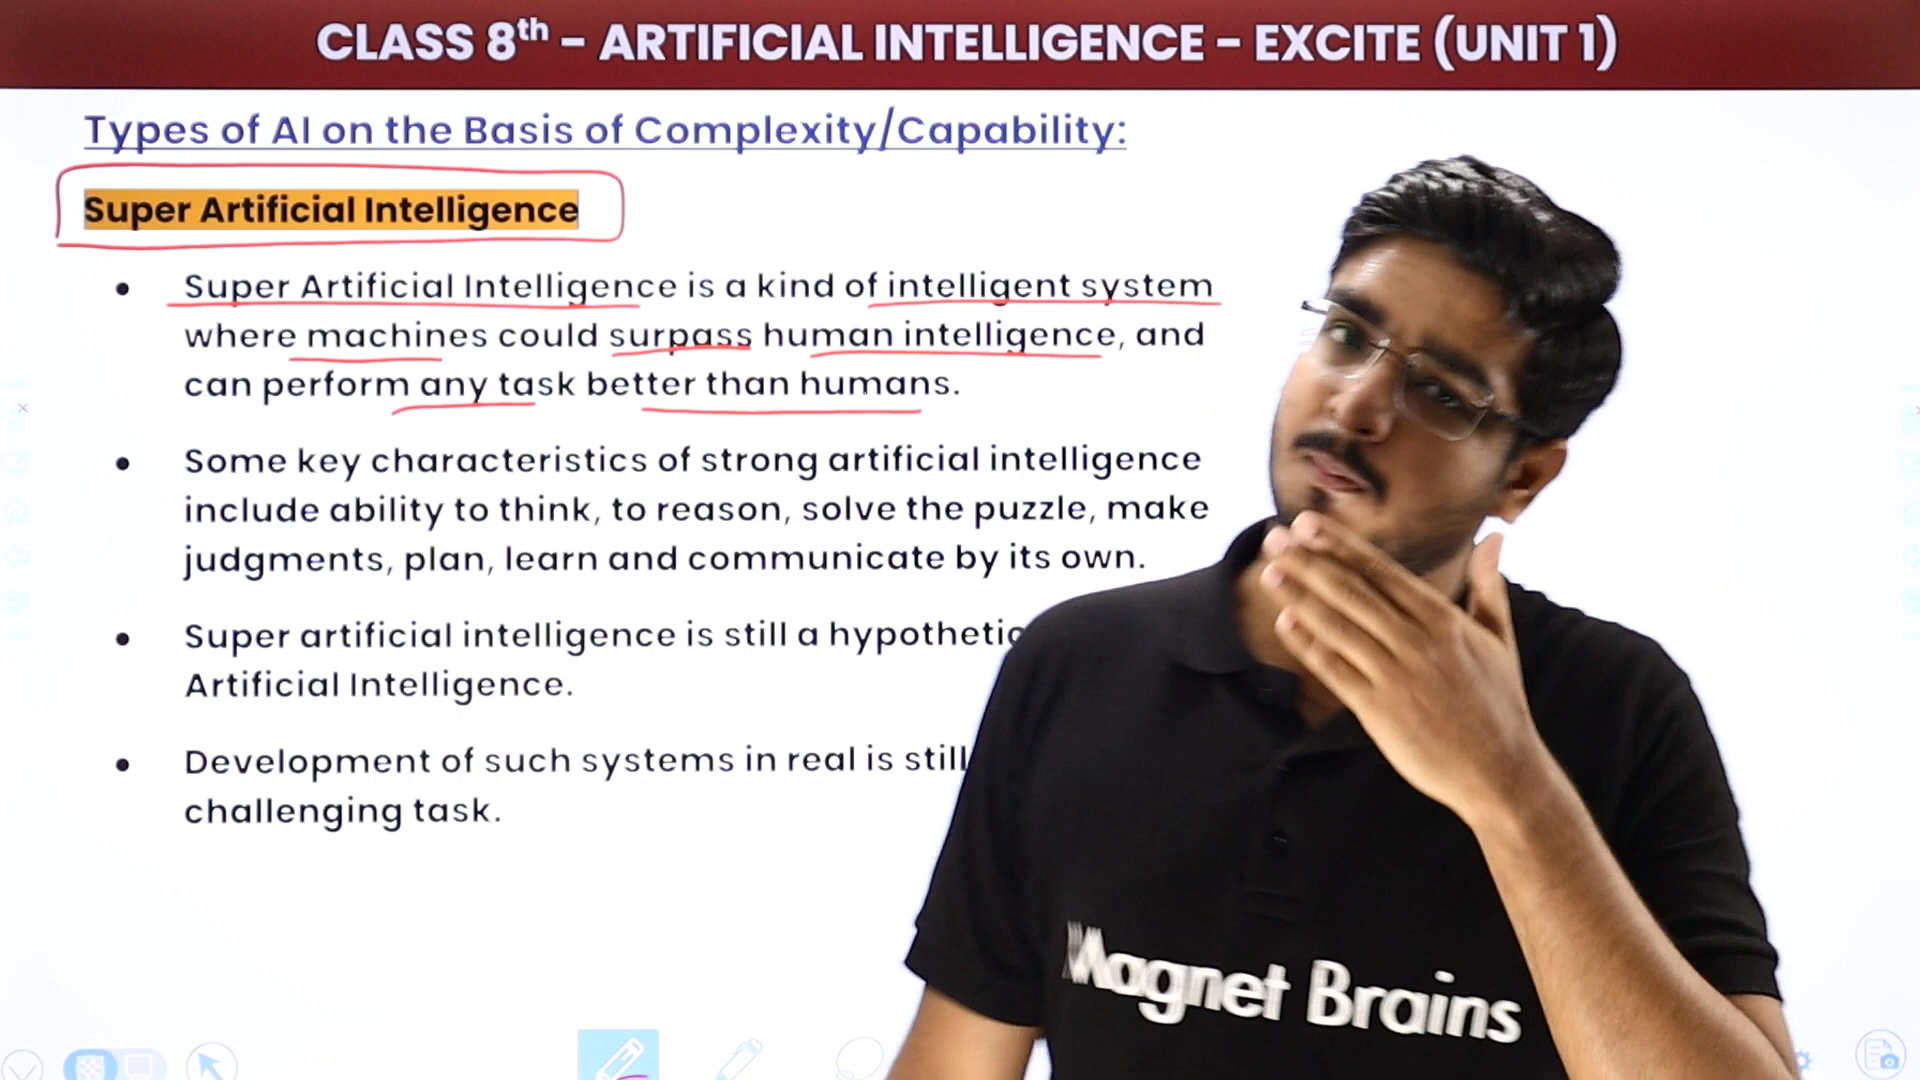 CLASS 8th - ARTIFICIAL INTELLIGENCE - EXCITE (UNIT 1)
Types of AI on the Basis of Complexity/Capability:
Super Artificial Intelligence
• Super Artificial Intelligence is a kind of intelligent system
where machines could surpass human intelligence, and
can perform any task better than humans.
• Some key characteristics of strong artificial intelligence
include ability to think, to reason, solve the puzzle, make
judgments, plan, learn and communicate by its own.
• Super artificial intelligence is still a
Artificial Intelligence.
• Development of such systems in real is still
challenging task.
Magnet Brains